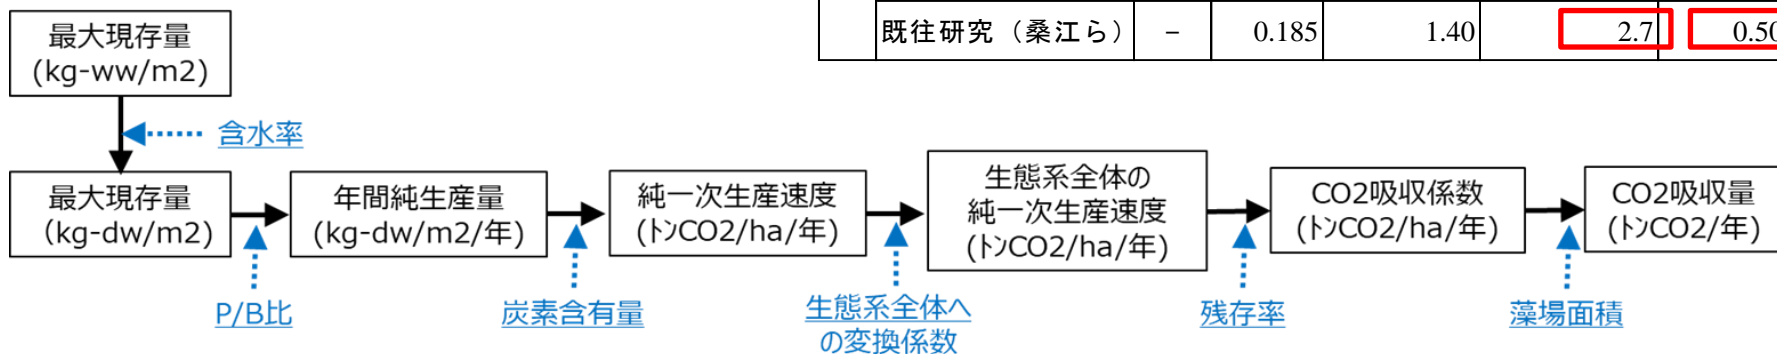 既往研究（桑江ら） － 0.185 1.40 2.7 0.50
最大現存量
(kg-ww/m2)
含水率
最大現存量
（kg-dw/m2)
年間純生産量
(kg-dw/m2/年)
純一次生産速度
(トンCO2/ha/年)
生態系全体の
純一次生産速度
(トンCO2/ha/年)
CO2吸収係数
(トンCO2/ha/年)
CO2吸収量
(トンCO2/年)
P/B比
炭素含有量
生態系全体へ
の変換係数
残存率
藻場面積